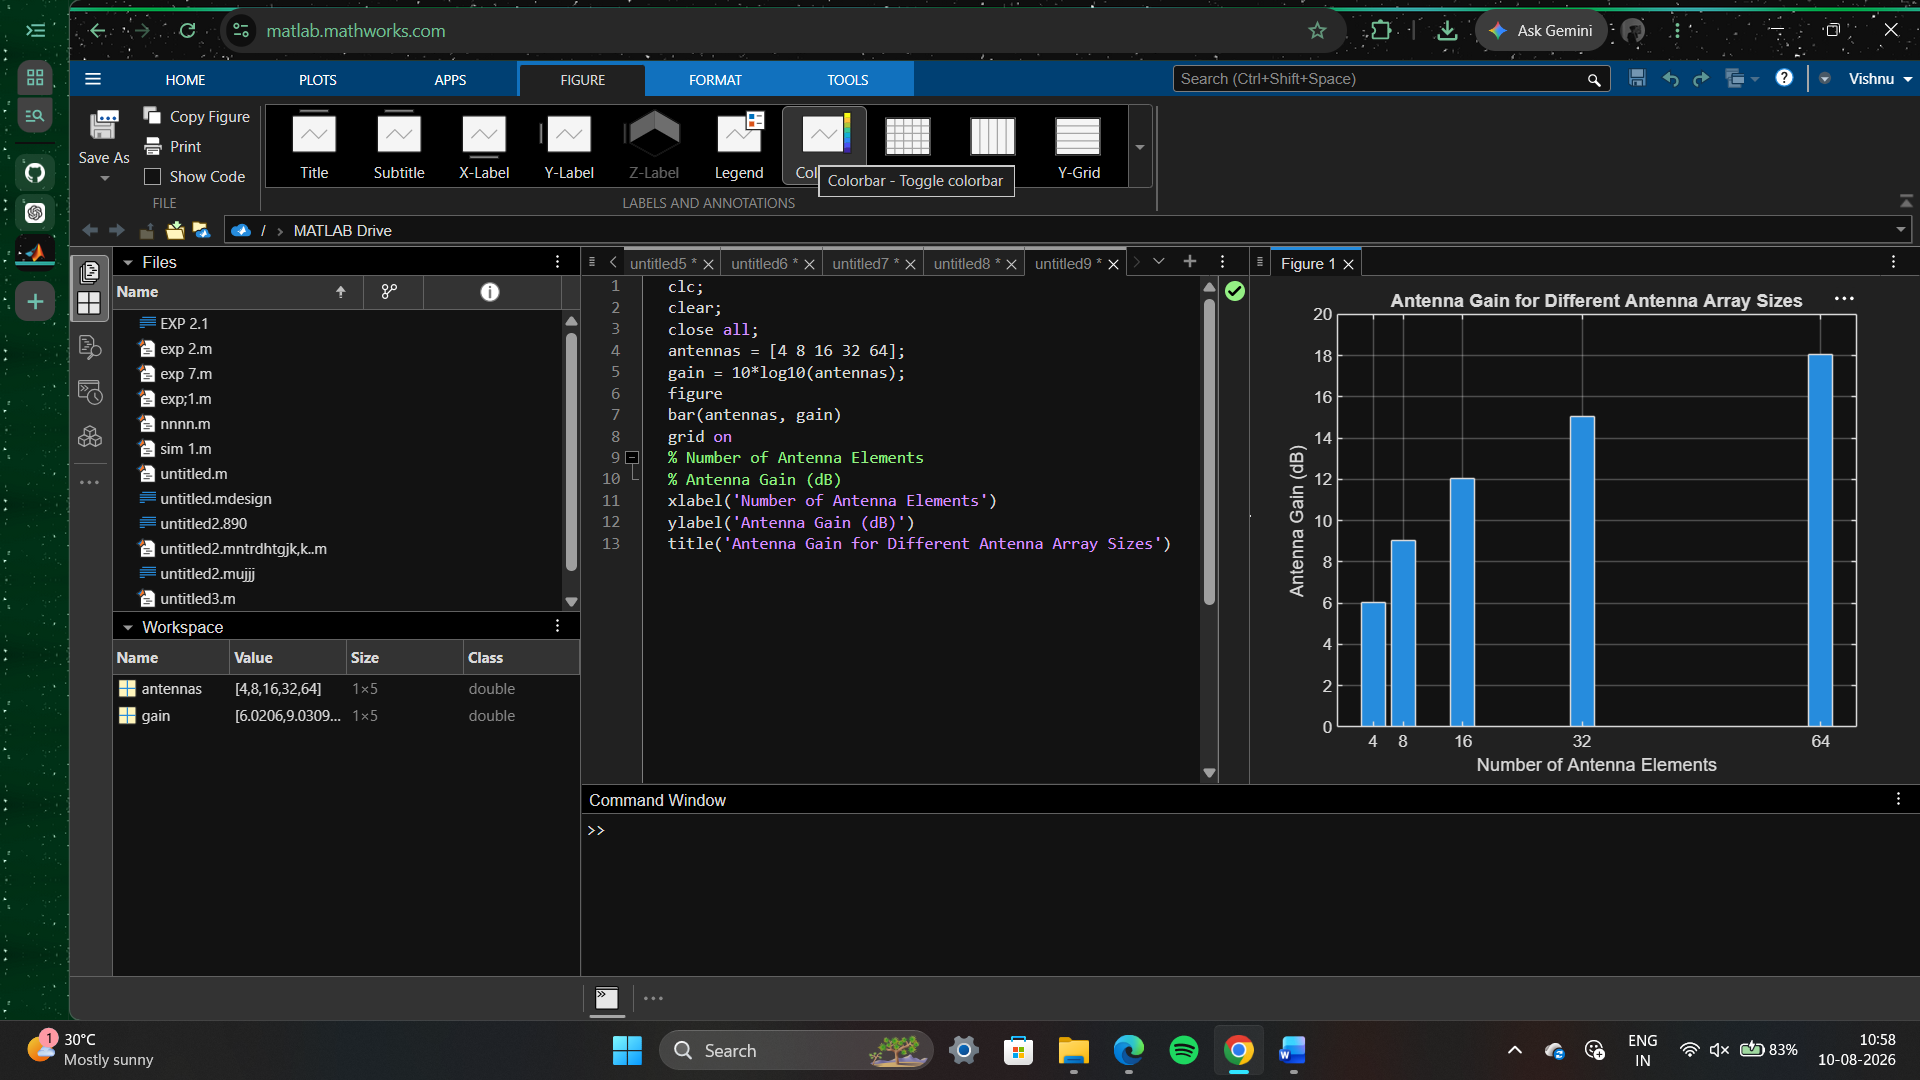 matlab.mathworks.com
Ask Gemini
HOME
PLOTS
APPS
FIGURE
FORMAT
TOOLS
Search (Ctrl+Shift+Space)
Vishnu
Save As
Copy Figure
Print
Show Code
FILE
Title
Subtitle
X-Label
Y-Label
Z-Label
Legend
Col
Y-Grid
Colorbar - Toggle colorbar
LABELS AND ANNOTATIONS
/ › MATLAB Drive
Files
Name
EXP 2.1
exp 2.m
exp 7.m
exp;1.m
nnnn.m
sim 1.m
untitled.m
untitled.mdesign
untitled2.890
untitled2.mntrdhtgjk,k..m
untitled2.mujjj
untitled3.m
Workspace
Name Value Size Class
antennas [4,8,16,32,64] 1×5 double
gain [6.0206,9.0309... 1×5 double
untitled5 * untitled6 * untitled7 * untitled8 * untitled9 *
1 clc;
2 clear;
3 close all;
4 antennas = [4 8 16 32 64];
5 gain = 10*log10(antennas);
6 figure
7 bar(antennas, gain)
8 grid on
9 % Number of Antenna Elements
10 % Antenna Gain (dB)
11 xlabel('Number of Antenna Elements')
12 ylabel('Antenna Gain (dB)')
13 title('Antenna Gain for Different Antenna Array Sizes')
Figure 1
Antenna Gain for Different Antenna Array Sizes
20
18
16
14
12
10
8
6
4
2
0
Antenna Gain (dB)
4 8 16 32 64
Number of Antenna Elements
Command Window
>>
1
30°C
Mostly sunny
Search
ENG
IN
83%
10:58
10-08-2026